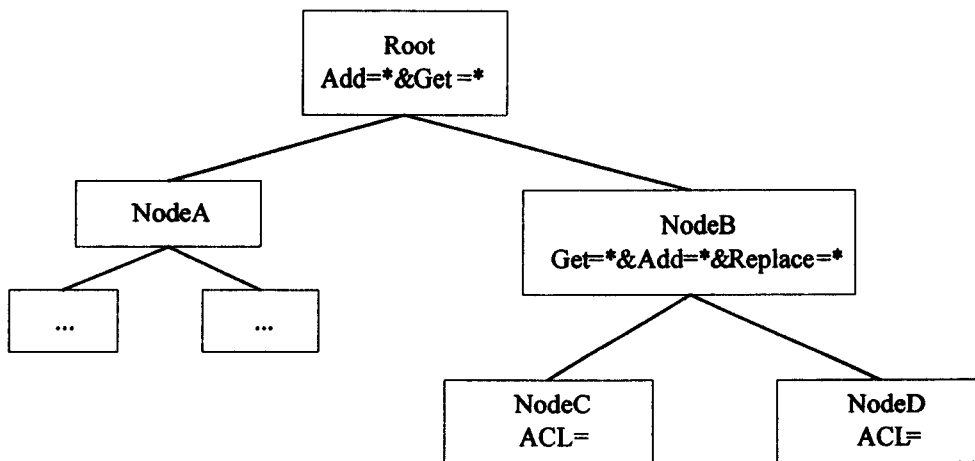 Root
Add=*&Get =*
NodeA
NodeB
Get=*&Add=*&Replace=*
...
...
NodeC
ACL=
NodeD
ACL=